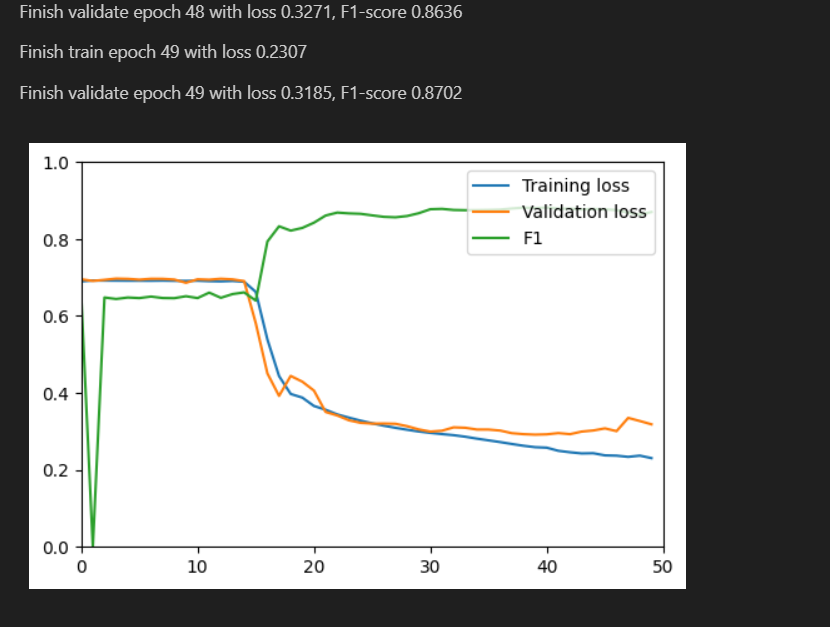 Finish validate epoch 48 with loss 0.3271, F1-score 0.8636
Finish train epoch 49 with loss 0.2307
Finish validate epoch 49 with loss 0.3185, F1-score 0.8702
1.0
0.8
0.6
0.4
0.2
0.0
Training loss
Validation loss
F1
0 10 20 30 40 50